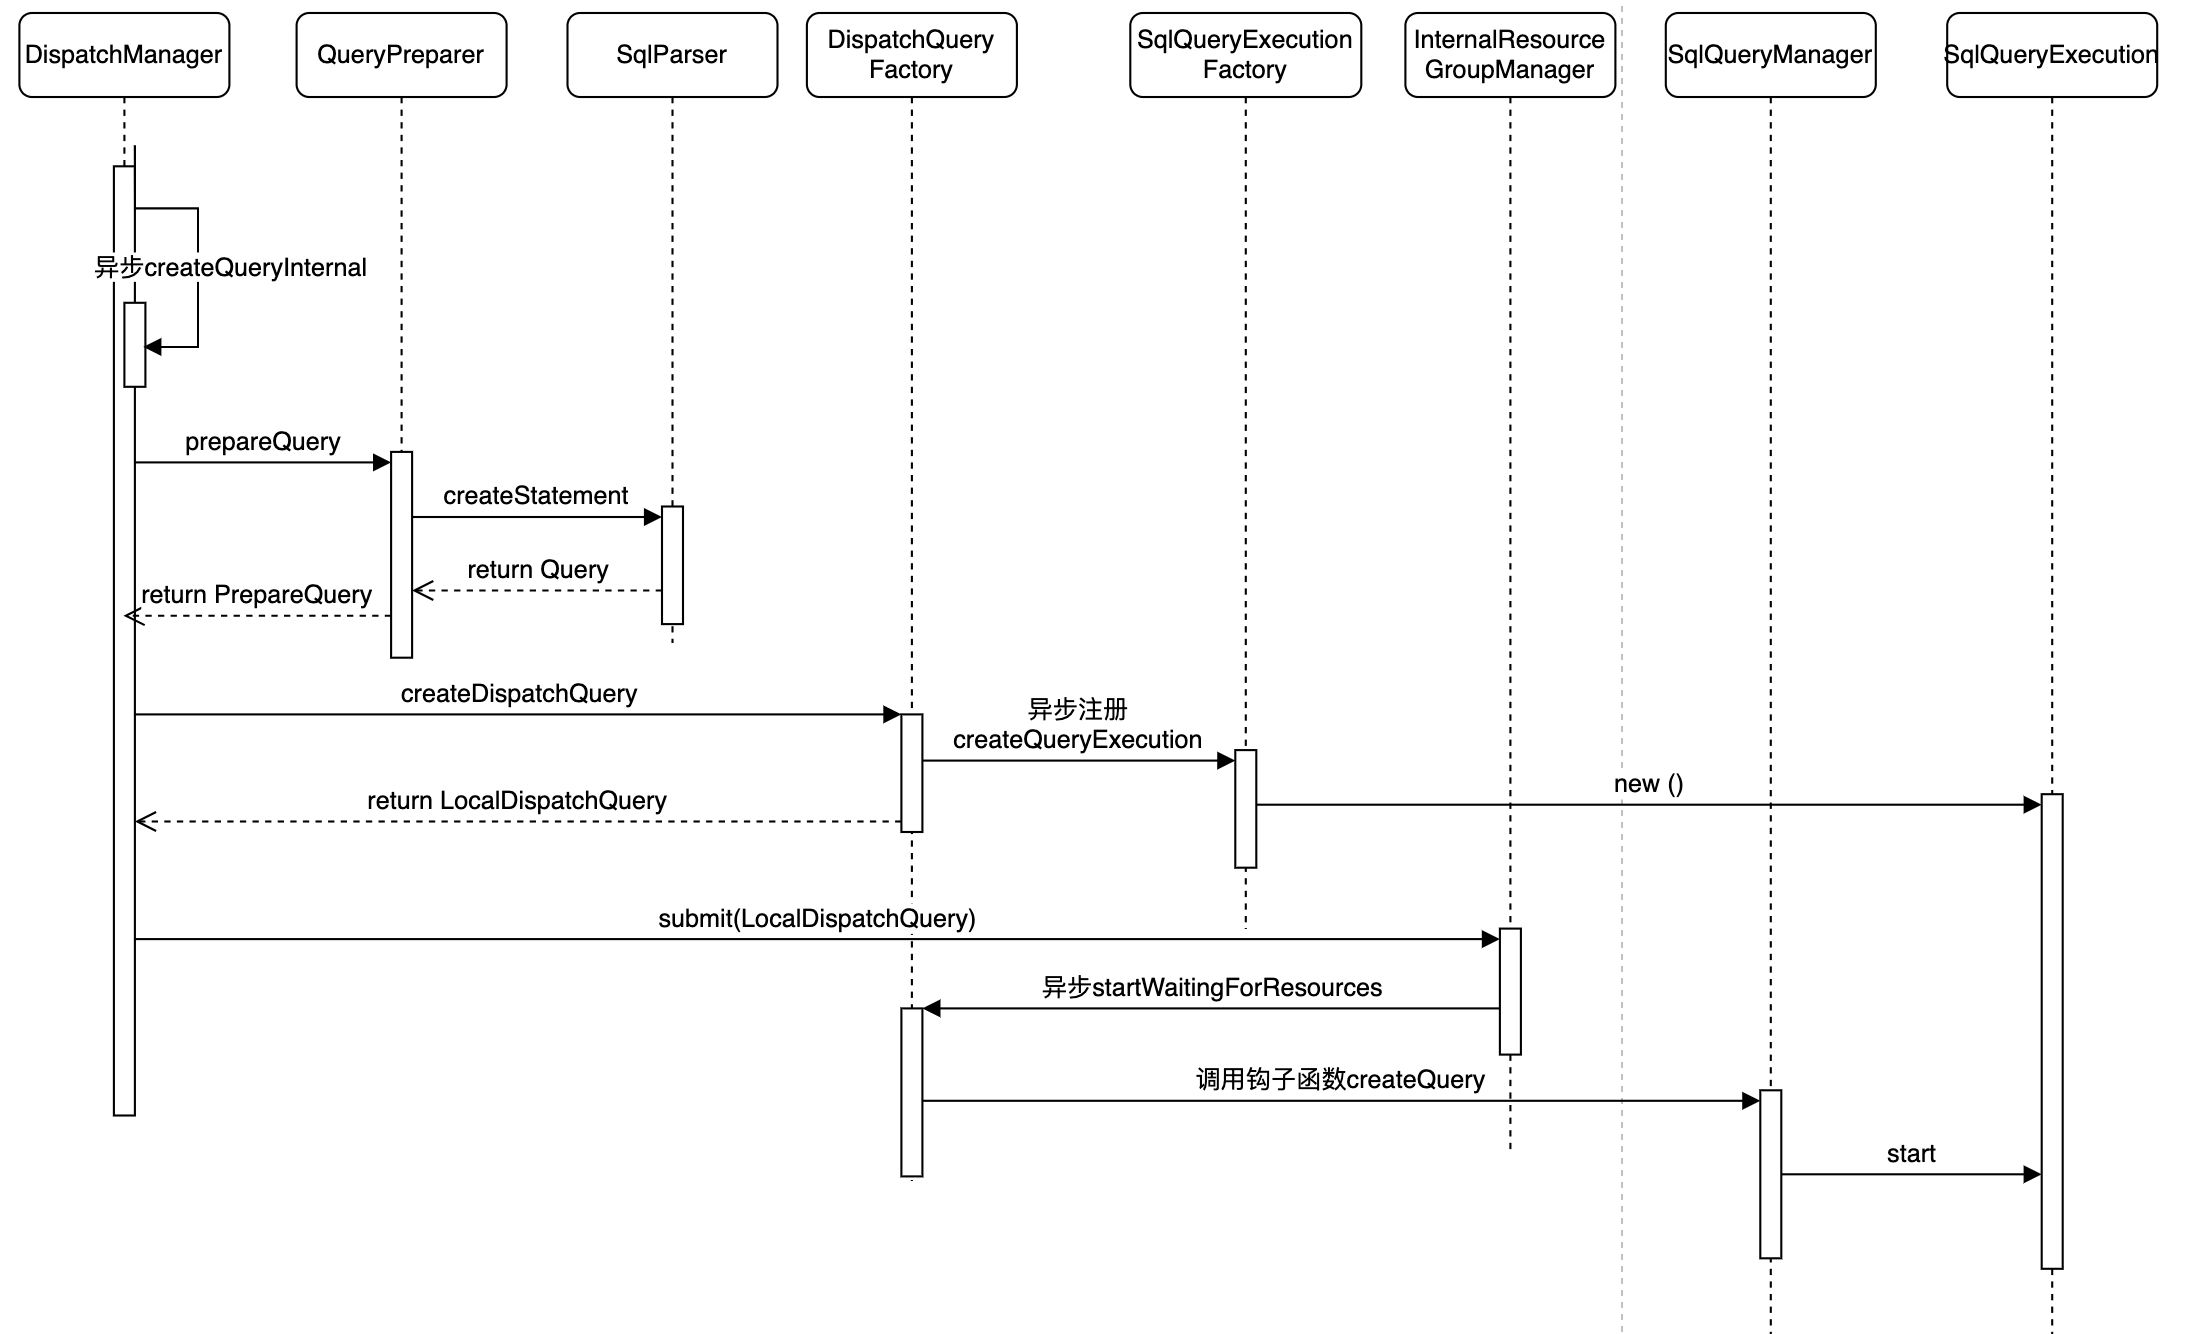 DispatchManager
QueryPreparer
SqlParser
DispatchQuery
Factory
SqlQueryExecution
Factory
InternalResource
GroupManager
SqlQueryManager
SqlQueryExecution
异步createQueryInternal
prepareQuery
createStatement
return Query
return PrepareQuery
createDispatchQuery
异步注册
createQueryExecution
new ()
return LocalDispatchQuery
submit(LocalDispatchQuery)
异步startWaitingForResources
调用钩子函数createQuery
start